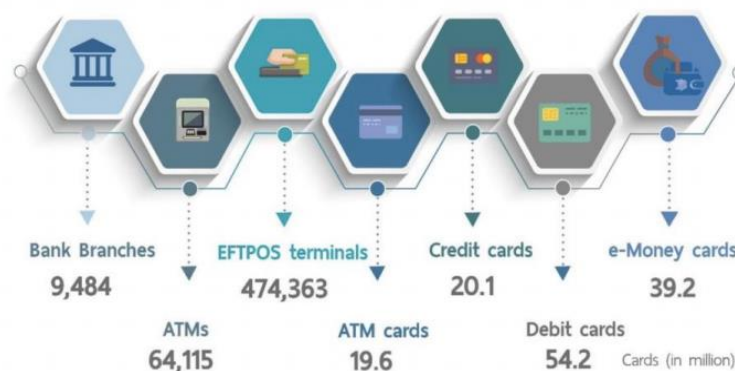 Bank Branches
9,484
ATMs
64,115
EFTPOS terminals
474,363
ATM cards
19.6
Credit cards
20.1
Debit cards
54.2
e-Money cards
39.2
Cards (in million)